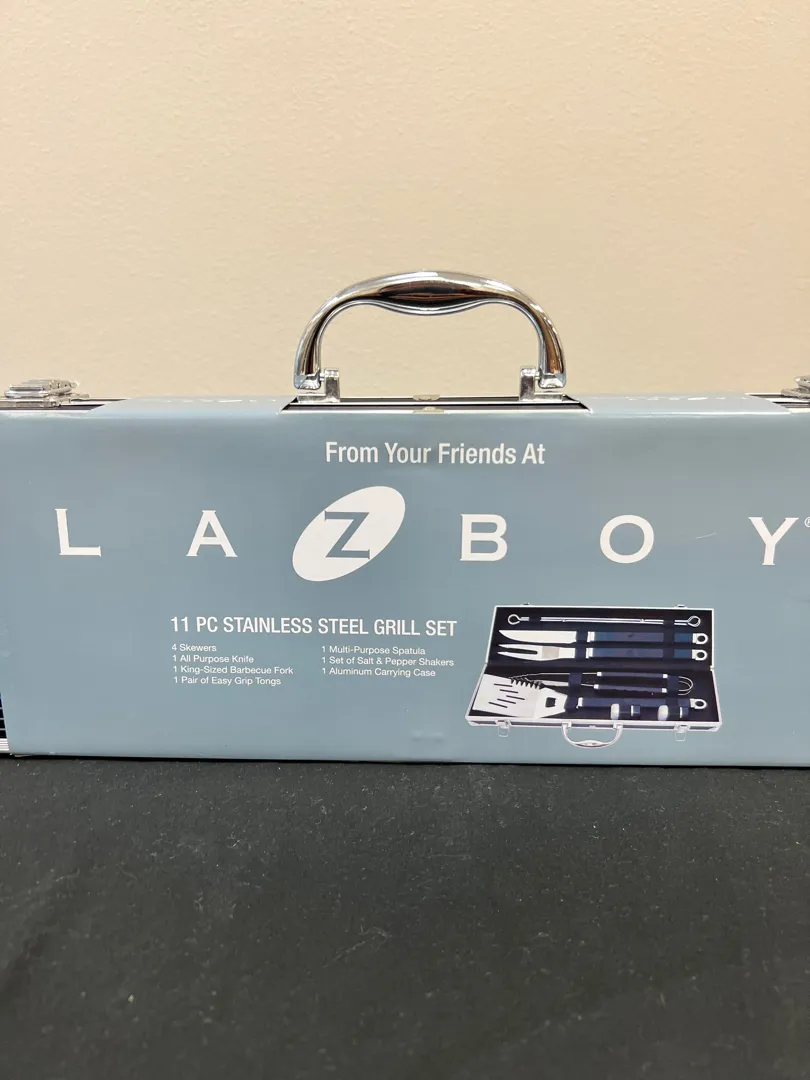 From Your Friends At
LAZBOY®
11 PC STAINLESS STEEL GRILL SET
4 Skewers
1 All Purpose Knife
1 King-Sized Barbecue Fork
1 Pair of Easy Grip Tongs
1 Multi-Purpose Spatula
1 Set of Salt & Pepper Shakers
1 Aluminum Carrying Case